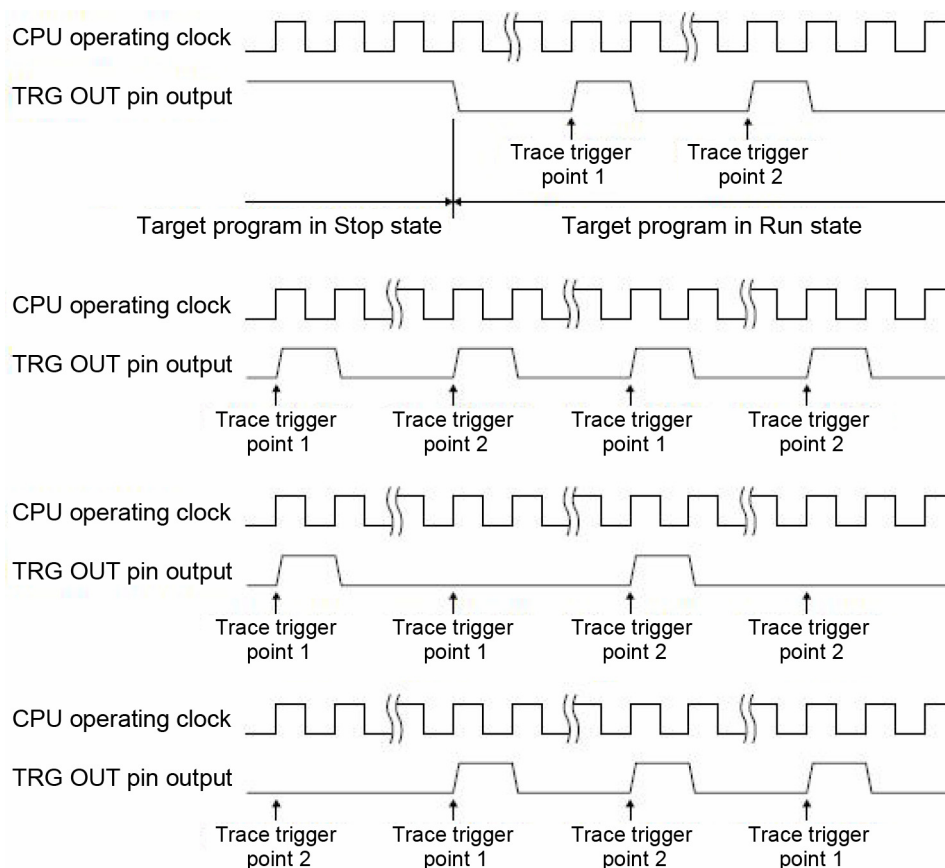 CPU operating clock
TRG OUT pin output
Trace trigger
point 1
Trace trigger
point 2
Target program in Stop state
Target program in Run state
CPU operating clock
TRG OUT pin output
Trace trigger
point 1
Trace trigger
point 2
Trace trigger
point 1
Trace trigger
point 2
CPU operating clock
TRG OUT pin output
Trace trigger
point 1
Trace trigger
point 1
Trace trigger
point 2
Trace trigger
point 2
CPU operating clock
TRG OUT pin output
Trace trigger
point 2
Trace trigger
point 1
Trace trigger
point 2
Trace trigger
point 1